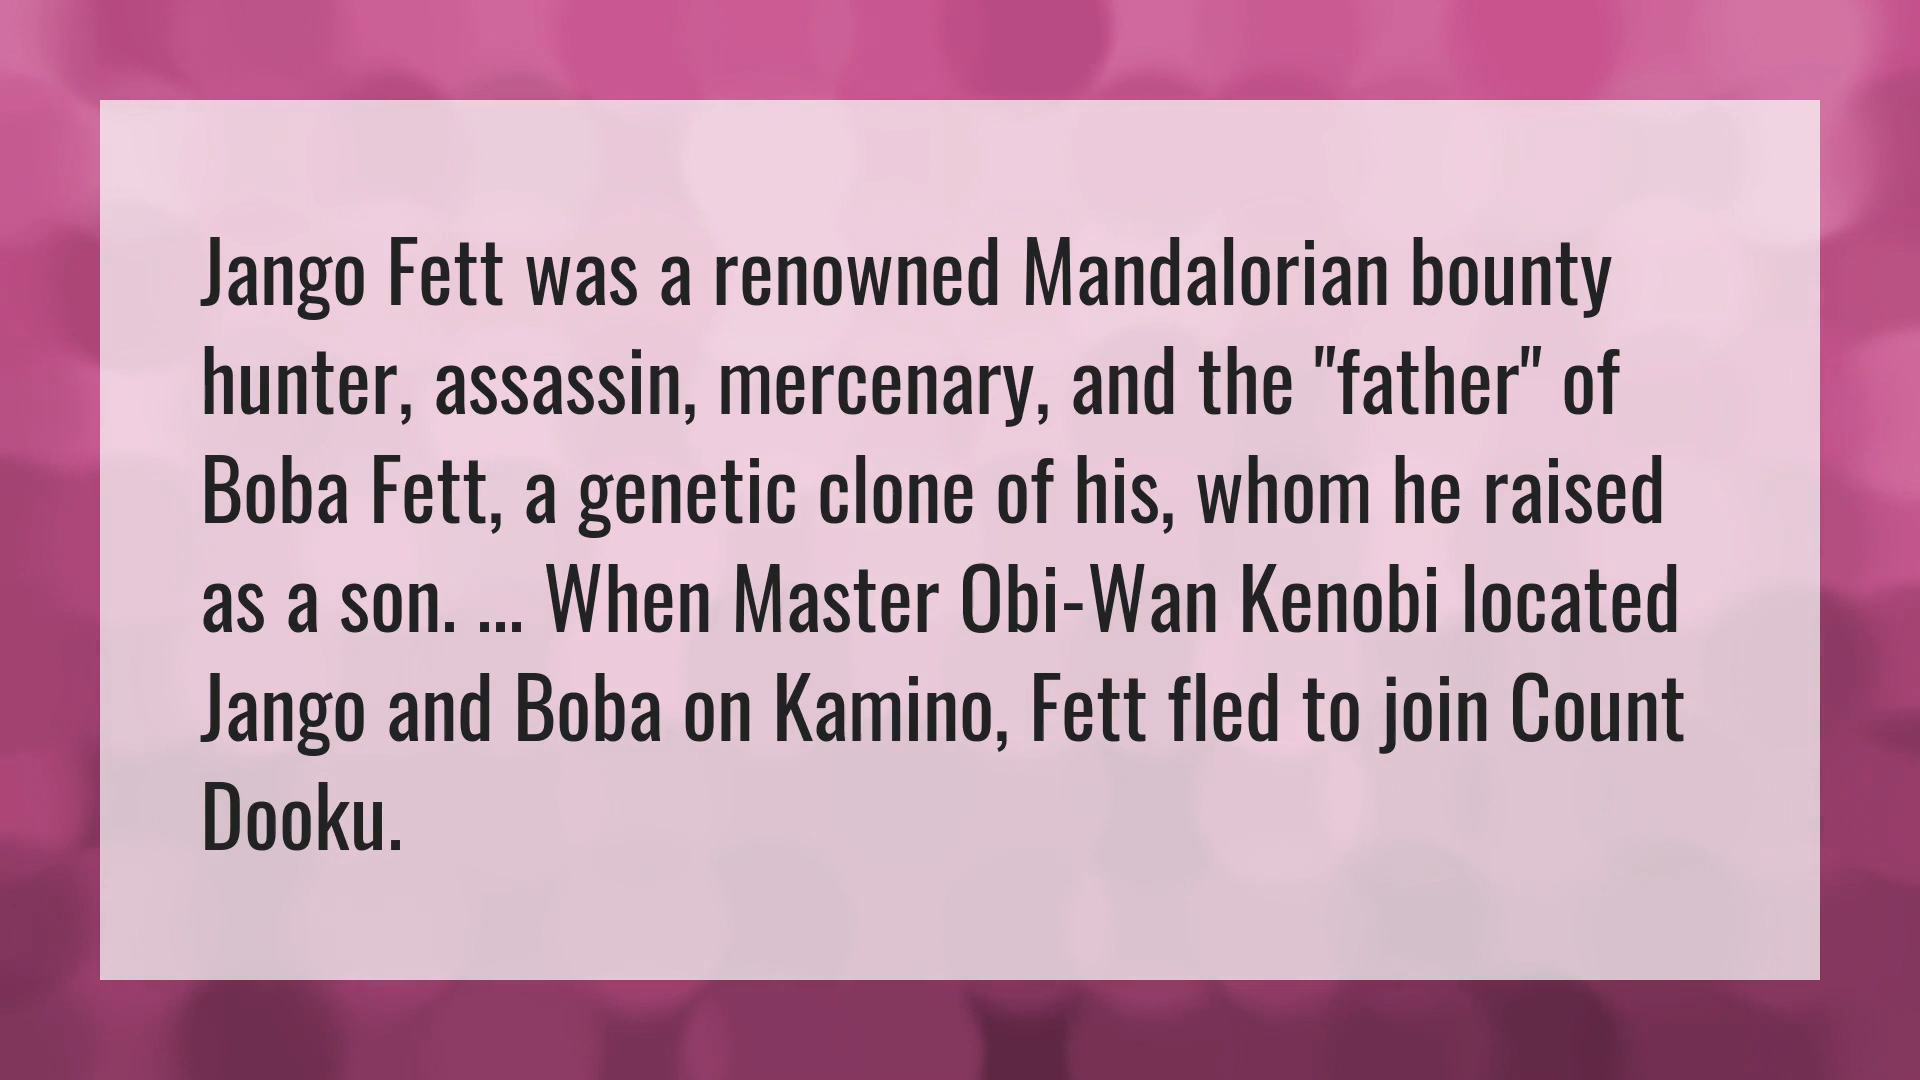 Jango Fett was a renowned Mandalorian bounty
hunter, assassin, mercenary, and the "father" of
Boba Fett, a genetic clone of his, whom he raised
as a son. ... When Master Obi-Wan Kenobi located
Jango and Boba on Kamino, Fett fled to join Count
Dooku.